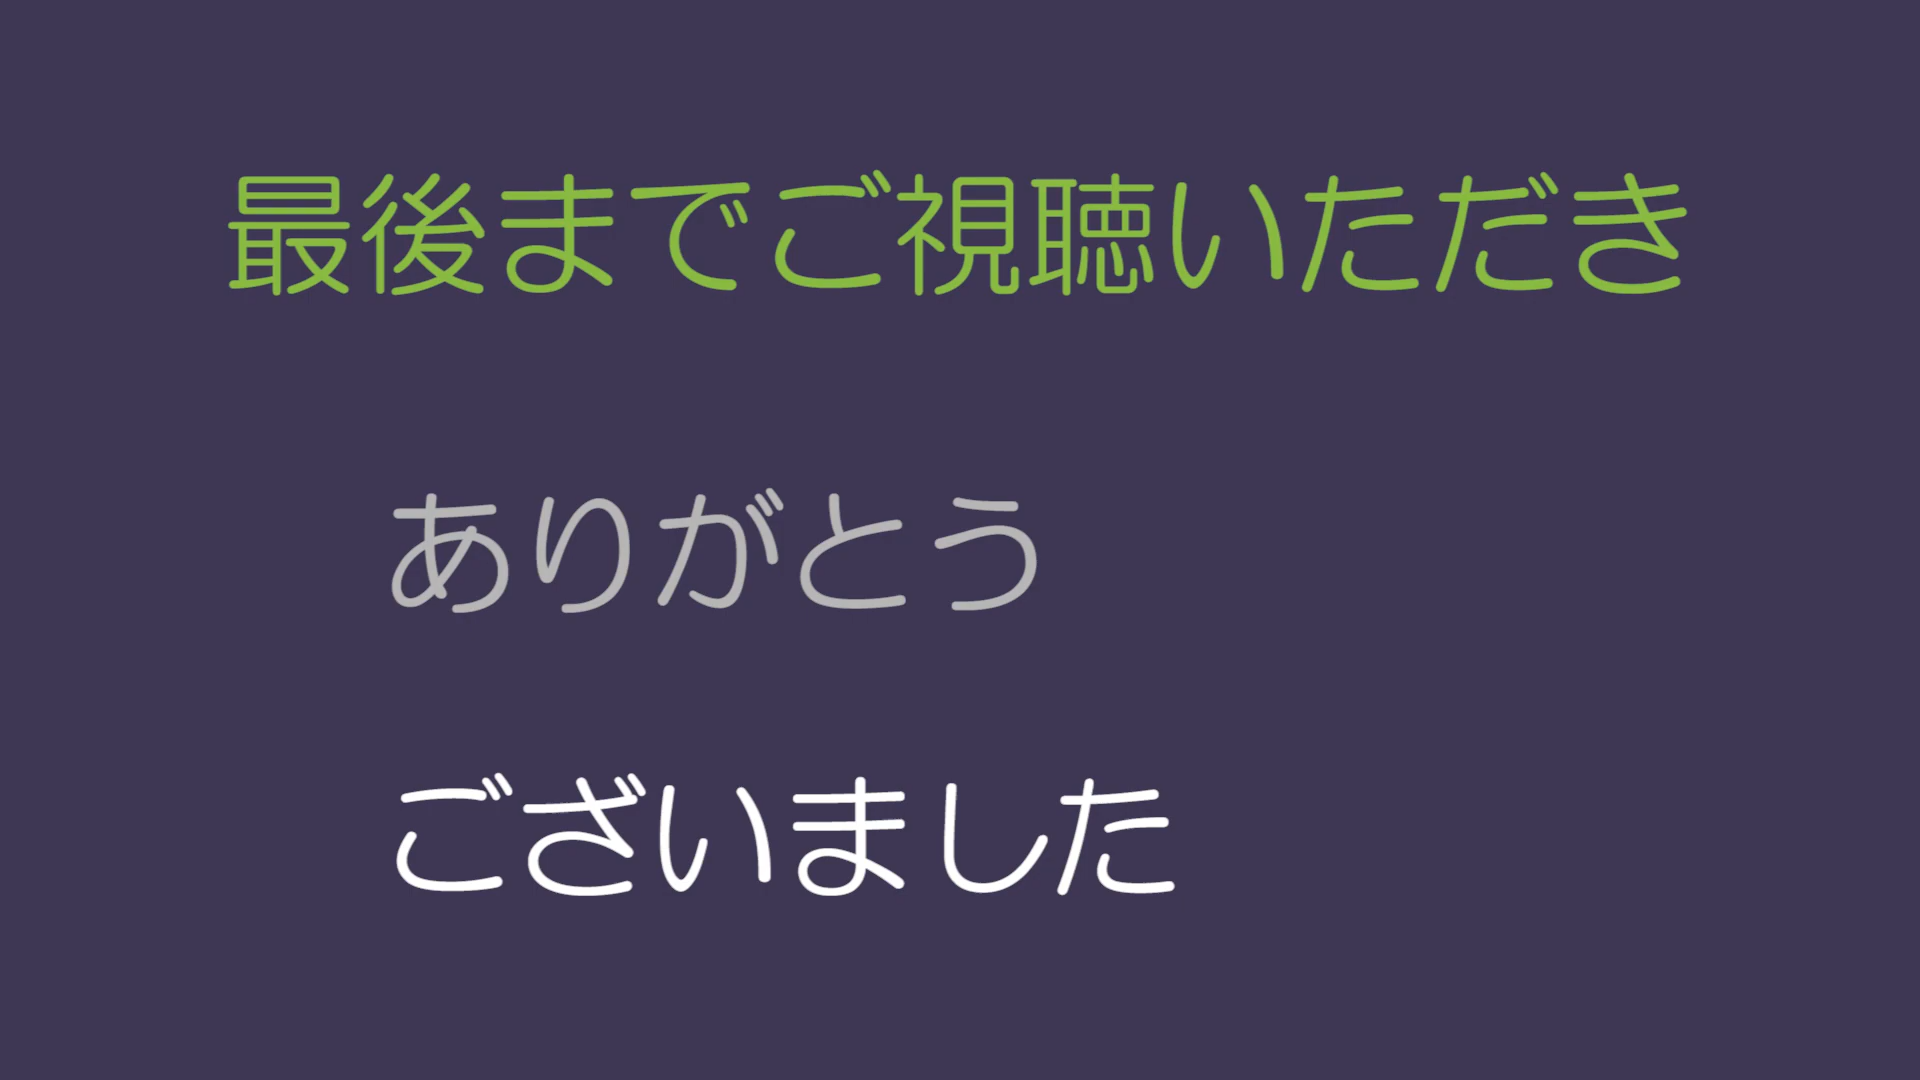 最後までご視聴いただき
ありがとう
ございました